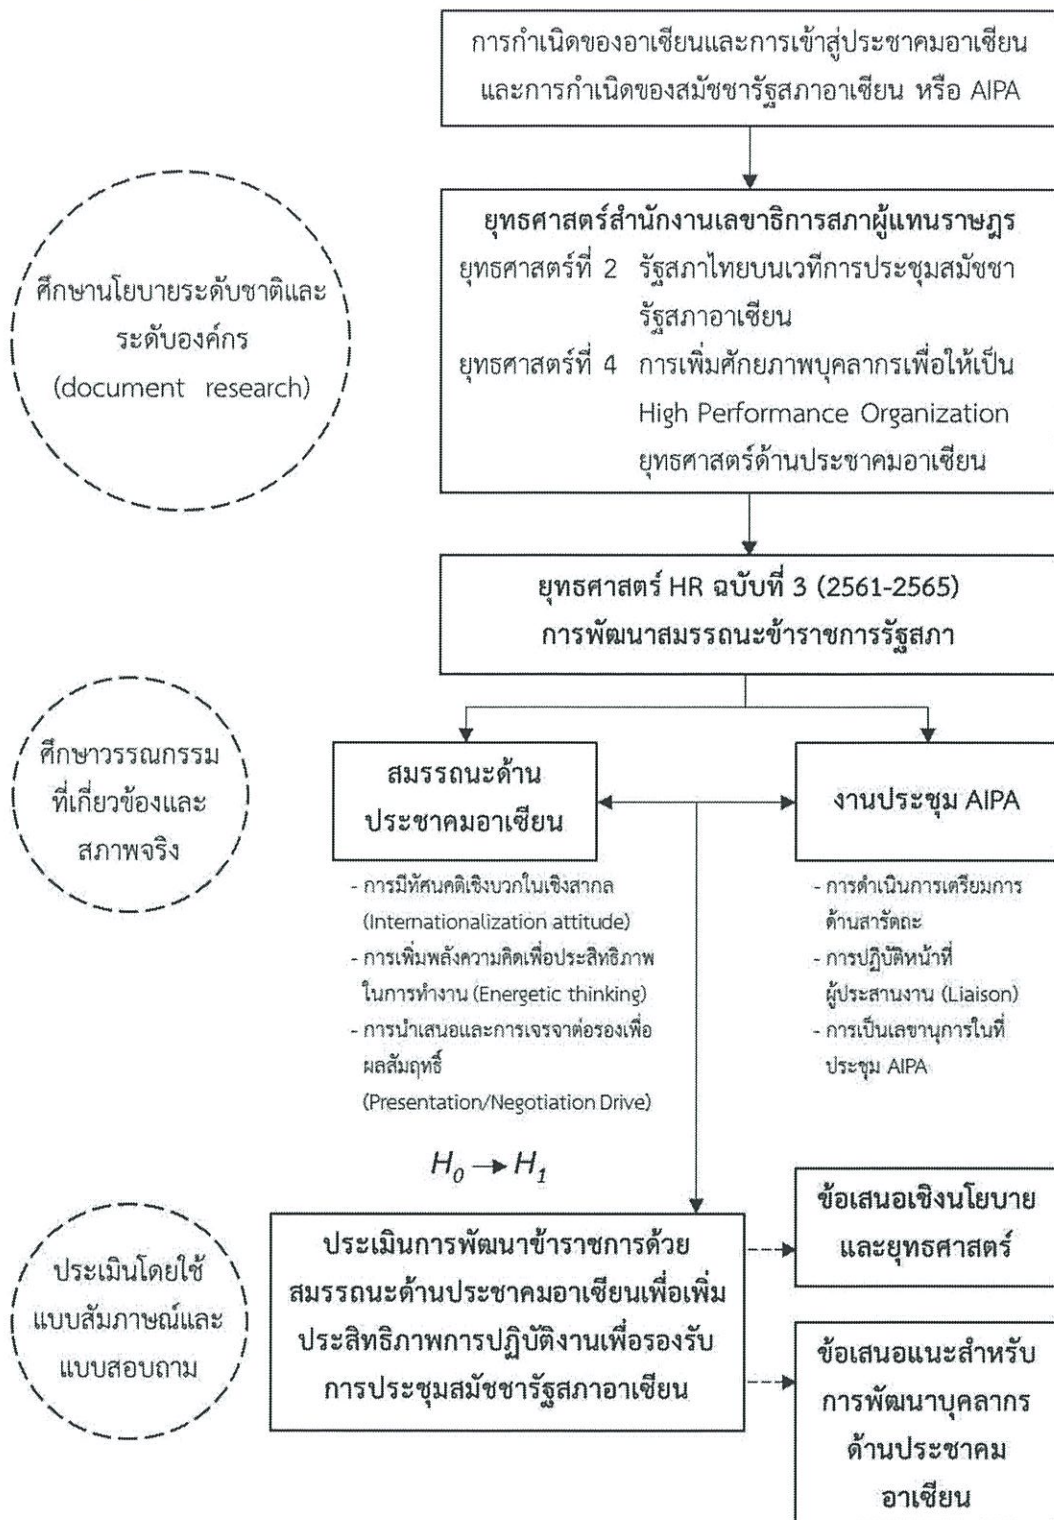 การกำเนิดของอาเซียนและการเข้าสู่ประชาคมอาเซียน
และการกำเนิดของสมัชชารัฐสภาอาเซียน หรือ AIPA
ยุทธศาสตร์สำนักงานเลขาธิการสภาผู้แทนราษฎร
ยุทธศาสตร์ที่ 2 รัฐสภาไทยบนเวทีการประชุมสมัชชา
รัฐสภาอาเซียน
ยุทธศาสตร์ที่ 4 การเพิ่มศักยภาพบุคลากรเพื่อให้เป็น
High Performance Organization
ยุทธศาสตร์ด้านประชาคมอาเซียน
ศึกษานโยบายระดับชาติและ
ระดับองค์กร
(document research)
ยุทธศาสตร์ HR ฉบับที่ 3 (2561-2565)
การพัฒนาสมรรถนะข้าราชการรัฐสภา
ศึกษาวรรณกรรม
ที่เกี่ยวข้องและ
สภาพจริง
สมรรถนะด้าน
ประชาคมอาเซียน
- การมีทัศนคติเชิงบวกในเชิงสากล
(Internationalization attitude)
- การเพิ่มพลังความคิดเพื่อประสิทธิภาพ
ในการทำงาน (Energetic thinking)
- การนำเสนอและการเจรจาต่อรองเพื่อ
ผลสัมฤทธิ์
(Presentation/Negotiation Drive)
งานประชุม AIPA
- การดำเนินการเตรียมการ
ด้านสารัตถะ
- การปฏิบัติหน้าที่
ผู้ประสานงาน (Liaison)
- การเป็นเลขานุการในที่
ประชุม AIPA
H₀ → H₁
ประเมินโดยใช้
แบบสัมภาษณ์และ
แบบสอบถาม
ประเมินการพัฒนาข้าราชการด้วย
สมรรถนะด้านประชาคมอาเซียนเพื่อเพิ่ม
ประสิทธิภาพการปฏิบัติงานเพื่อรองรับ
การประชุมสมัชชารัฐสภาอาเซียน
ข้อเสนอเชิงนโยบาย
และยุทธศาสตร์
ข้อเสนอแนะสำหรับ
การพัฒนาบุคลากร
ด้านประชาคม
อาเซียน